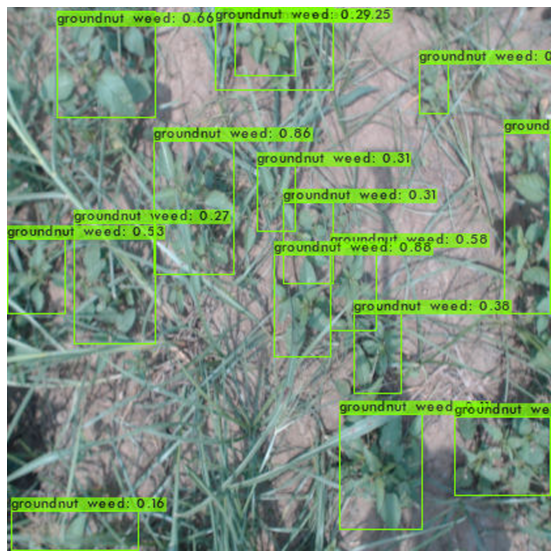 groundnut weed: 0.66
groundnut weed: 0.29.25
groundnut weed: 0
ground
groundnut weed: 0.86
groundnut weed: 0.31
groundnut weed: 0.31
groundnut weed: 0.27
groundnut weed: 0.53
groundnut weed: 0.58
groundnut weed: 0.88
groundnut weed: 0.38
groundnut weed
groundnut we
groundnut weed: 0.16